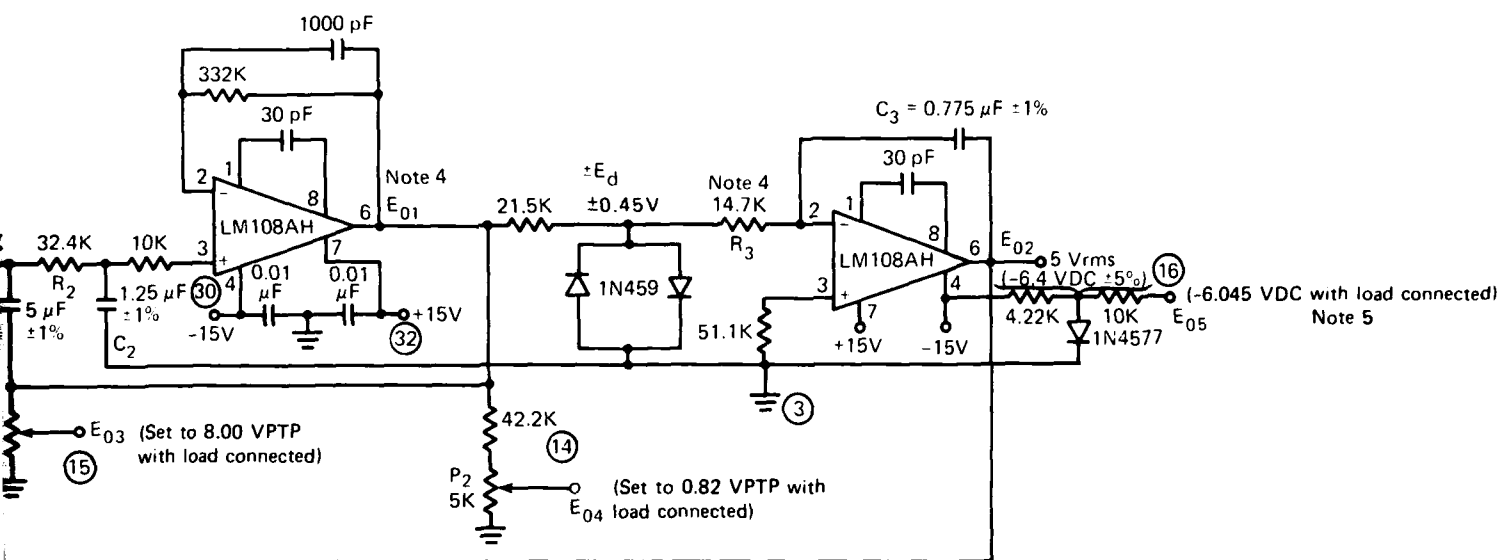 1000 pF
332K
30 pF
C3 = 0.775 µF ±1%
30 pF
2
1
8
Note 4
E01
6
LM108AH
±Ed
±0.45V
Note 4
14.7K
R3
21.5K
2
1
8
6
LM108AH
E02
5 Vrms
(-6.4 VDC ±5%)
16
32.4K
R2
10K
3
30
4
7
0.01
µF
0.01
µF
-15V
+15V
32
5 µF
±1%
1.25 µF
±1%
C2
1N459
3
51.1K
7
+15V
4
-15V
4.22K
10K
E05
(-6.045 VDC with load connected)
Note 5
1N4577
3
E03 (Set to 8.00 VPTP
with load connected)
15
42.2K
14
P2
5K
E04
(Set to 0.82 VPTP with
load connected)